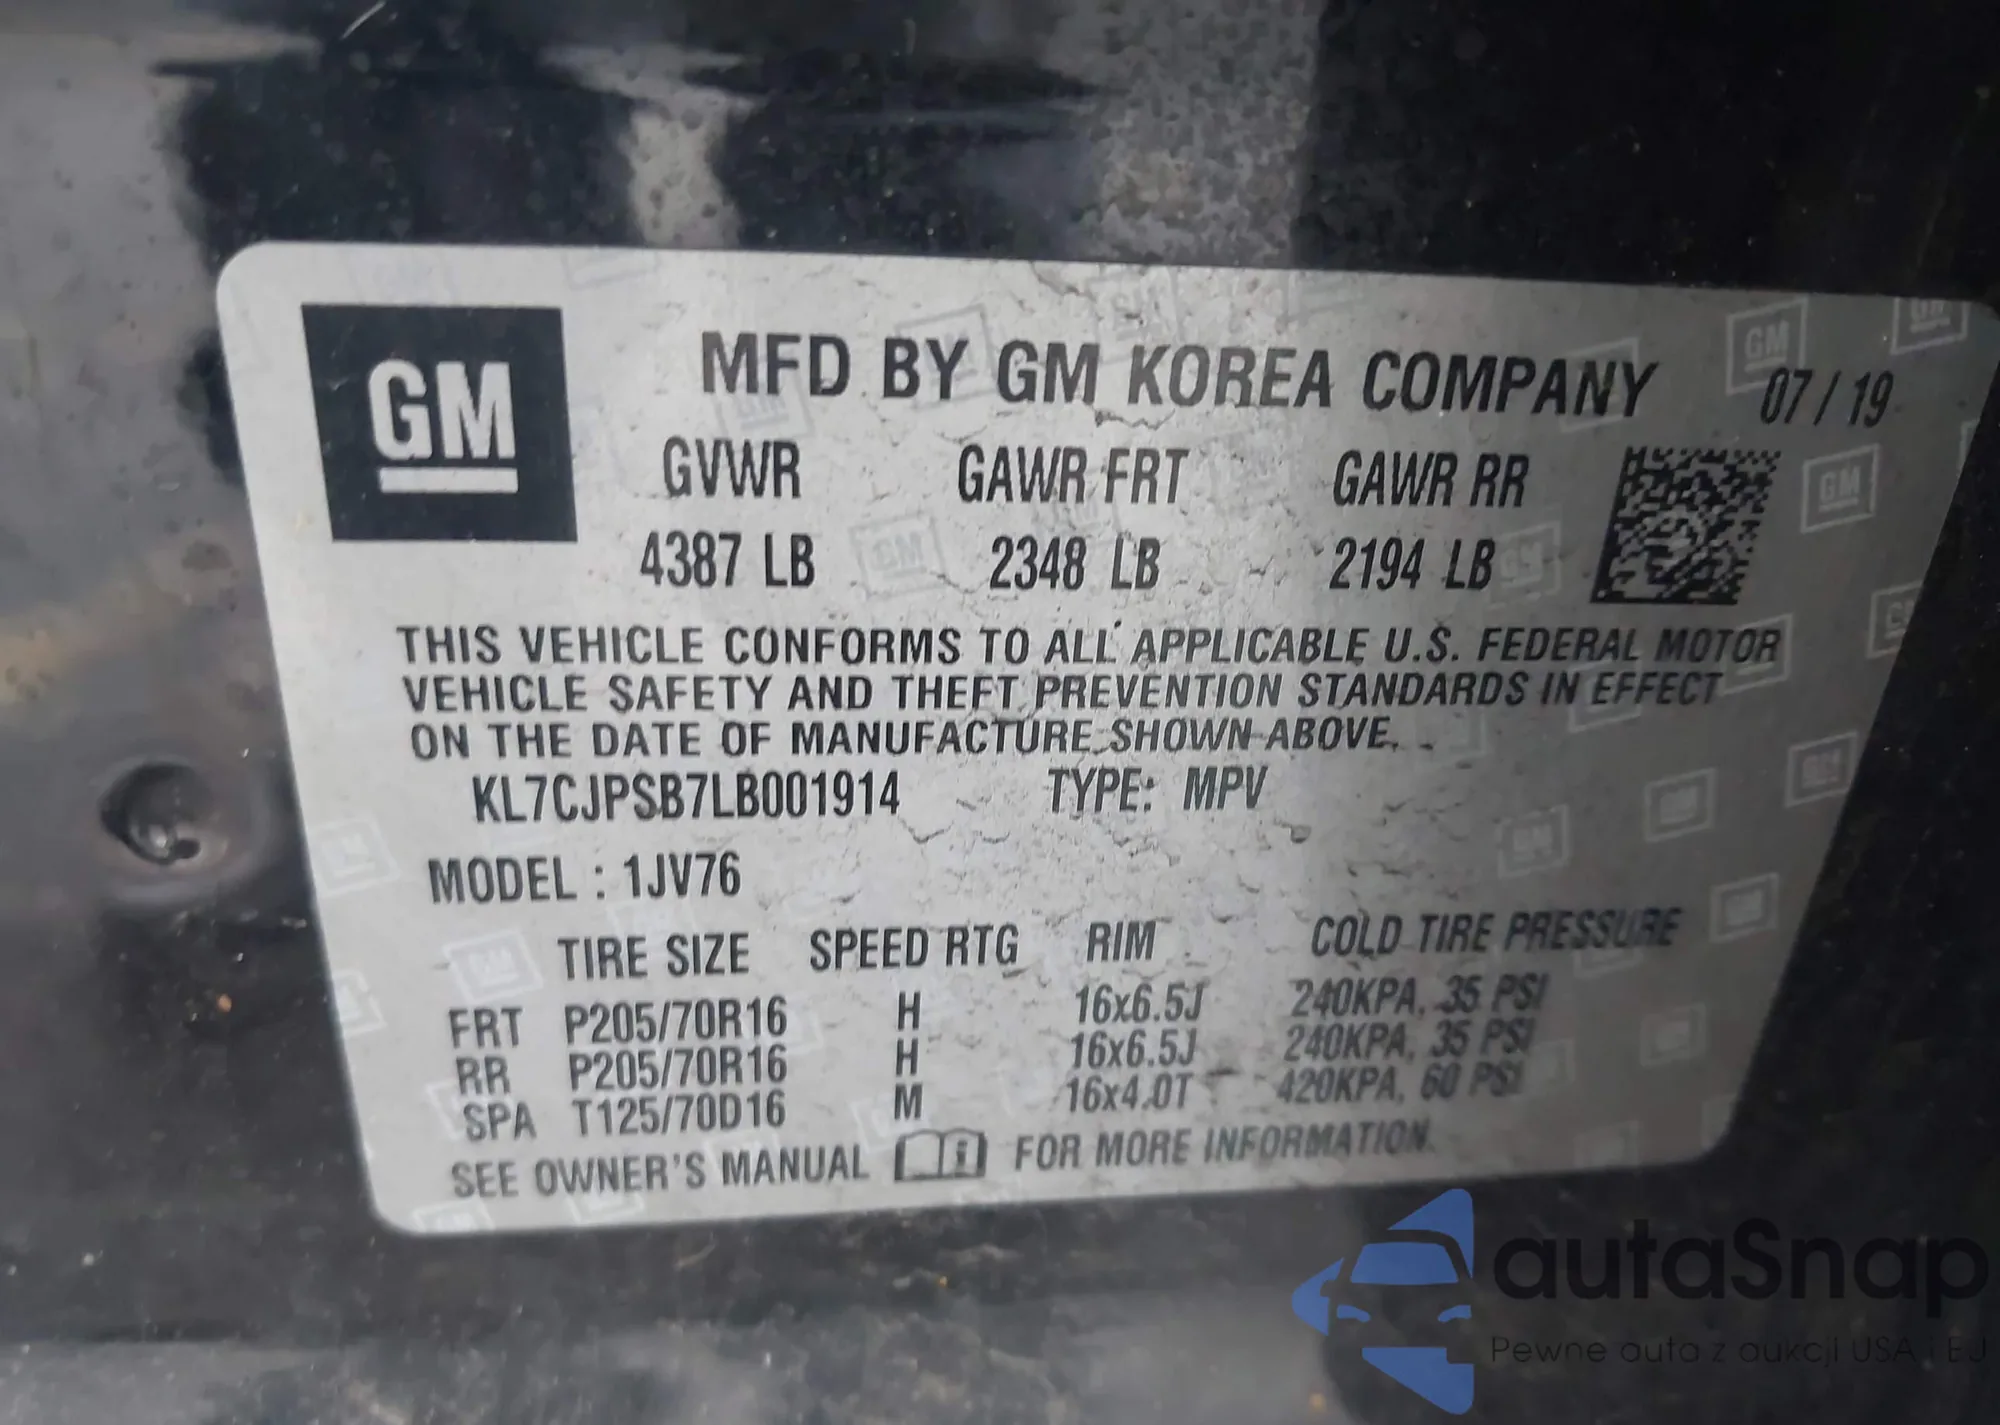 GM
MFD BY GM KOREA COMPANY 07/19
GVWR GAWR FRT GAWR RR
4387 LB 2348 LB 2194 LB
THIS VEHICLE CONFORMS TO ALL APPLICABLE U.S. FEDERAL MOTOR
VEHICLE SAFETY AND THEFT PREVENTION STANDARDS IN EFFECT
ON THE DATE OF MANUFACTURE SHOWN ABOVE.
KL7CJPSB7LB001914 TYPE: MPV
MODEL : 1JV76
TIRE SIZE SPEED RTG RIM COLD TIRE PRESSURE
FRT P205/70R16 H 16x6.5J 240KPA, 35 PSI
RR P205/70R16 H 16x6.5J 240KPA, 35 PSI
SPA T125/70D16 M 16x4.0T 420KPA, 60 PSI
SEE OWNER'S MANUAL i FOR MORE INFORMATION.
autaSnap
Pewne auta z aukcji USA i EU